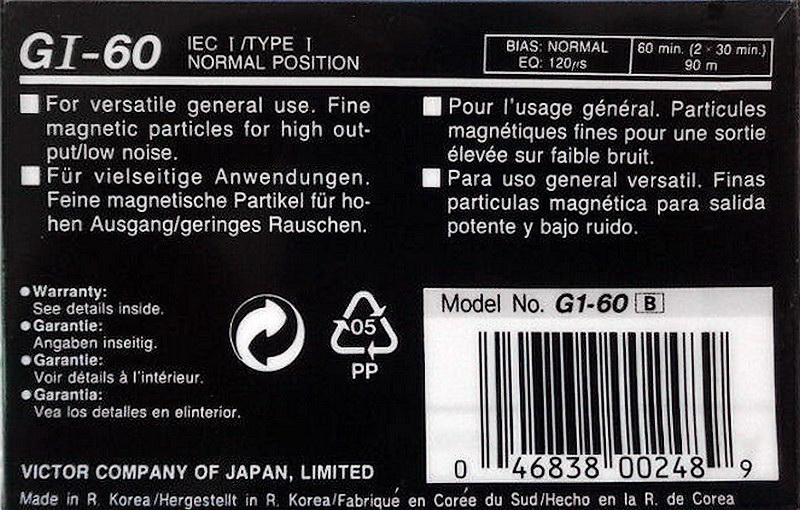 GI-60 IEC I/TYPE I
NORMAL POSITION
BIAS: NORMAL
EQ: 120µs
60 min. (2 × 30 min.)
90 m
For versatile general use. Fine
magnetic particles for high out-
put/low noise.
Für vielseitige Anwendungen.
Feine magnetische Partikel für ho-
hen Ausgang/geringes Rauschen.
Pour l'usage général. Particules
magnétiques fines pour une sortie
élevée sur faible bruit.
Para uso general versatil. Finas
particulas magnética para salida
potente y bajo ruido.
Warranty:
See details inside.
Garantie:
Angaben inseitig.
Garantie:
Voir détails à l'intérieur.
Garantia:
Vea los detalles en elinterior.
05
PP
Model No. G1-60 B
0 46838 00248 9
VICTOR COMPANY OF JAPAN, LIMITED
Made in R. Korea/Hergestellt in R. Korea/Fabriqué en Corée du Sud/Hecho en la R. de Corea